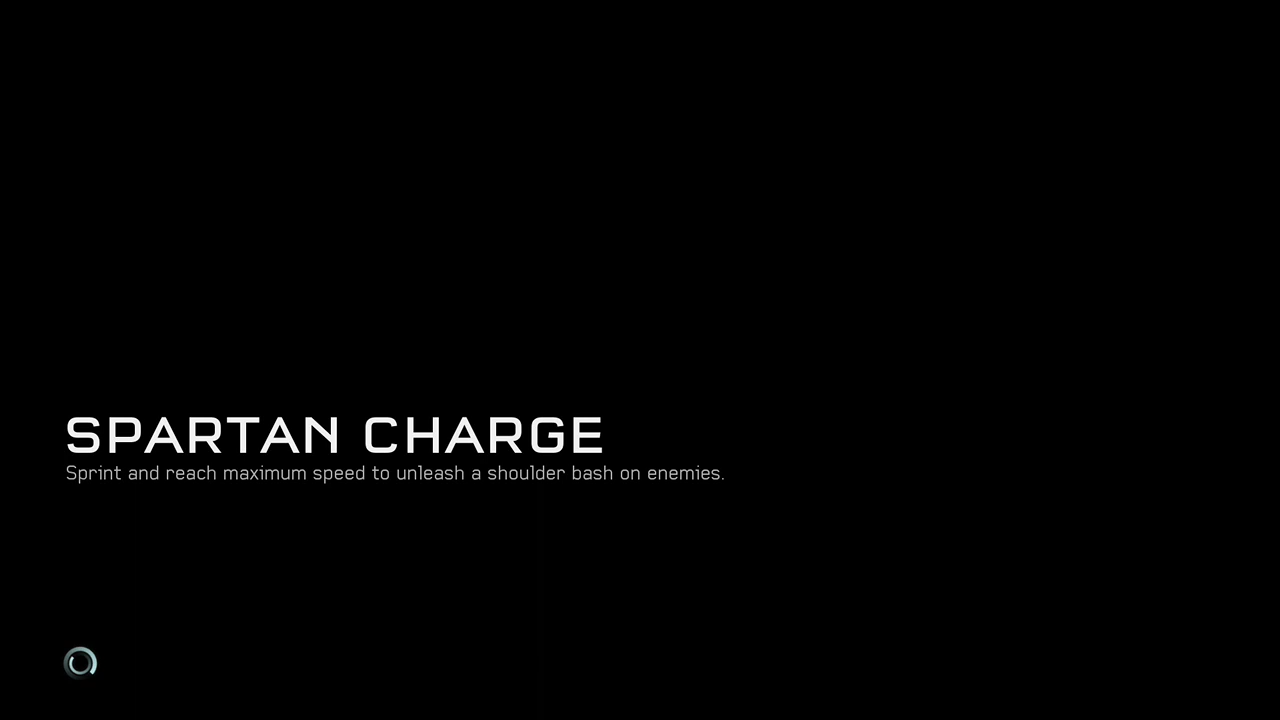 SPARTAN CHARGE
Sprint and reach maximum speed to unleash a shoulder bash on enemies.